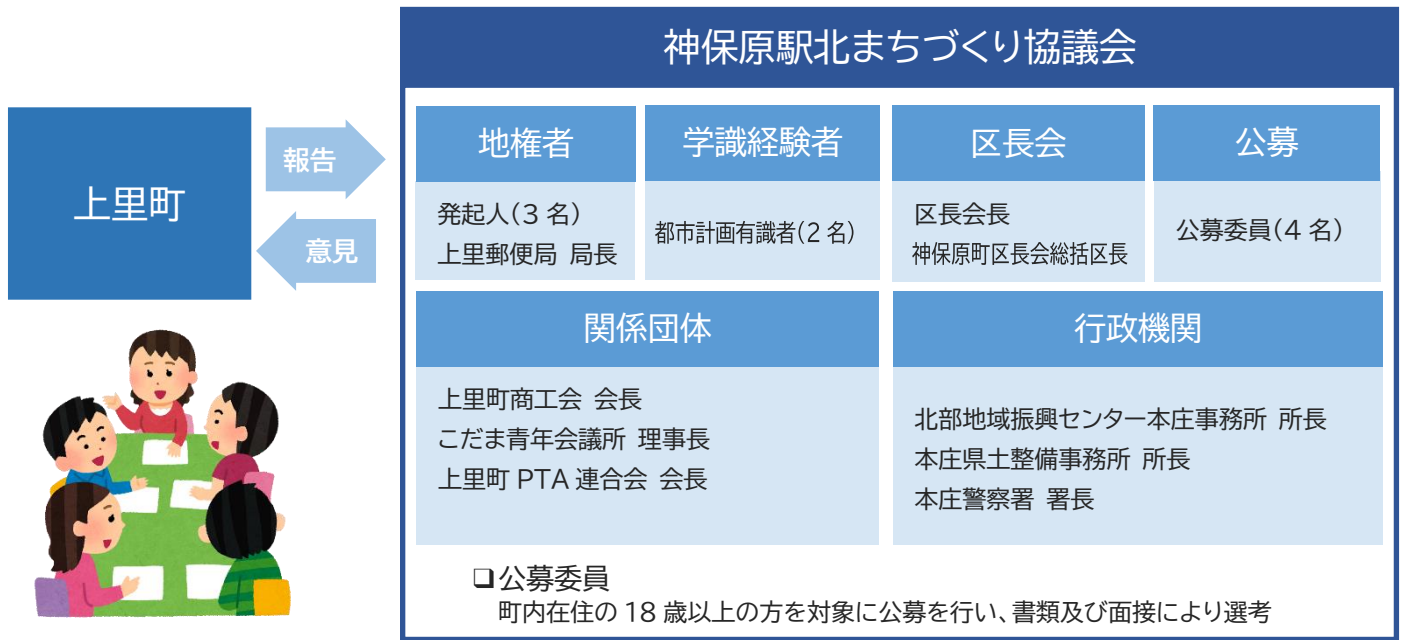 神保原駅北まちづくり協議会
上里町
報告
意見
地権者
発起人(3 名)
上里郵便局 局長
学識経験者
都市計画有識者(2 名)
区長会
区長会長
神保原町区長会総括区長
公募
公募委員(4 名)
関係団体
上里町商工会 会長
こだま青年会議所 理事長
上里町 PTA 連合会 会長
行政機関
北部地域振興センター本庄事務所 所長
本庄県土整備事務所 所長
本庄警察署 署長
❑公募委員
町内在住の 18 歳以上の方を対象に公募を行い、書類及び面接により選考